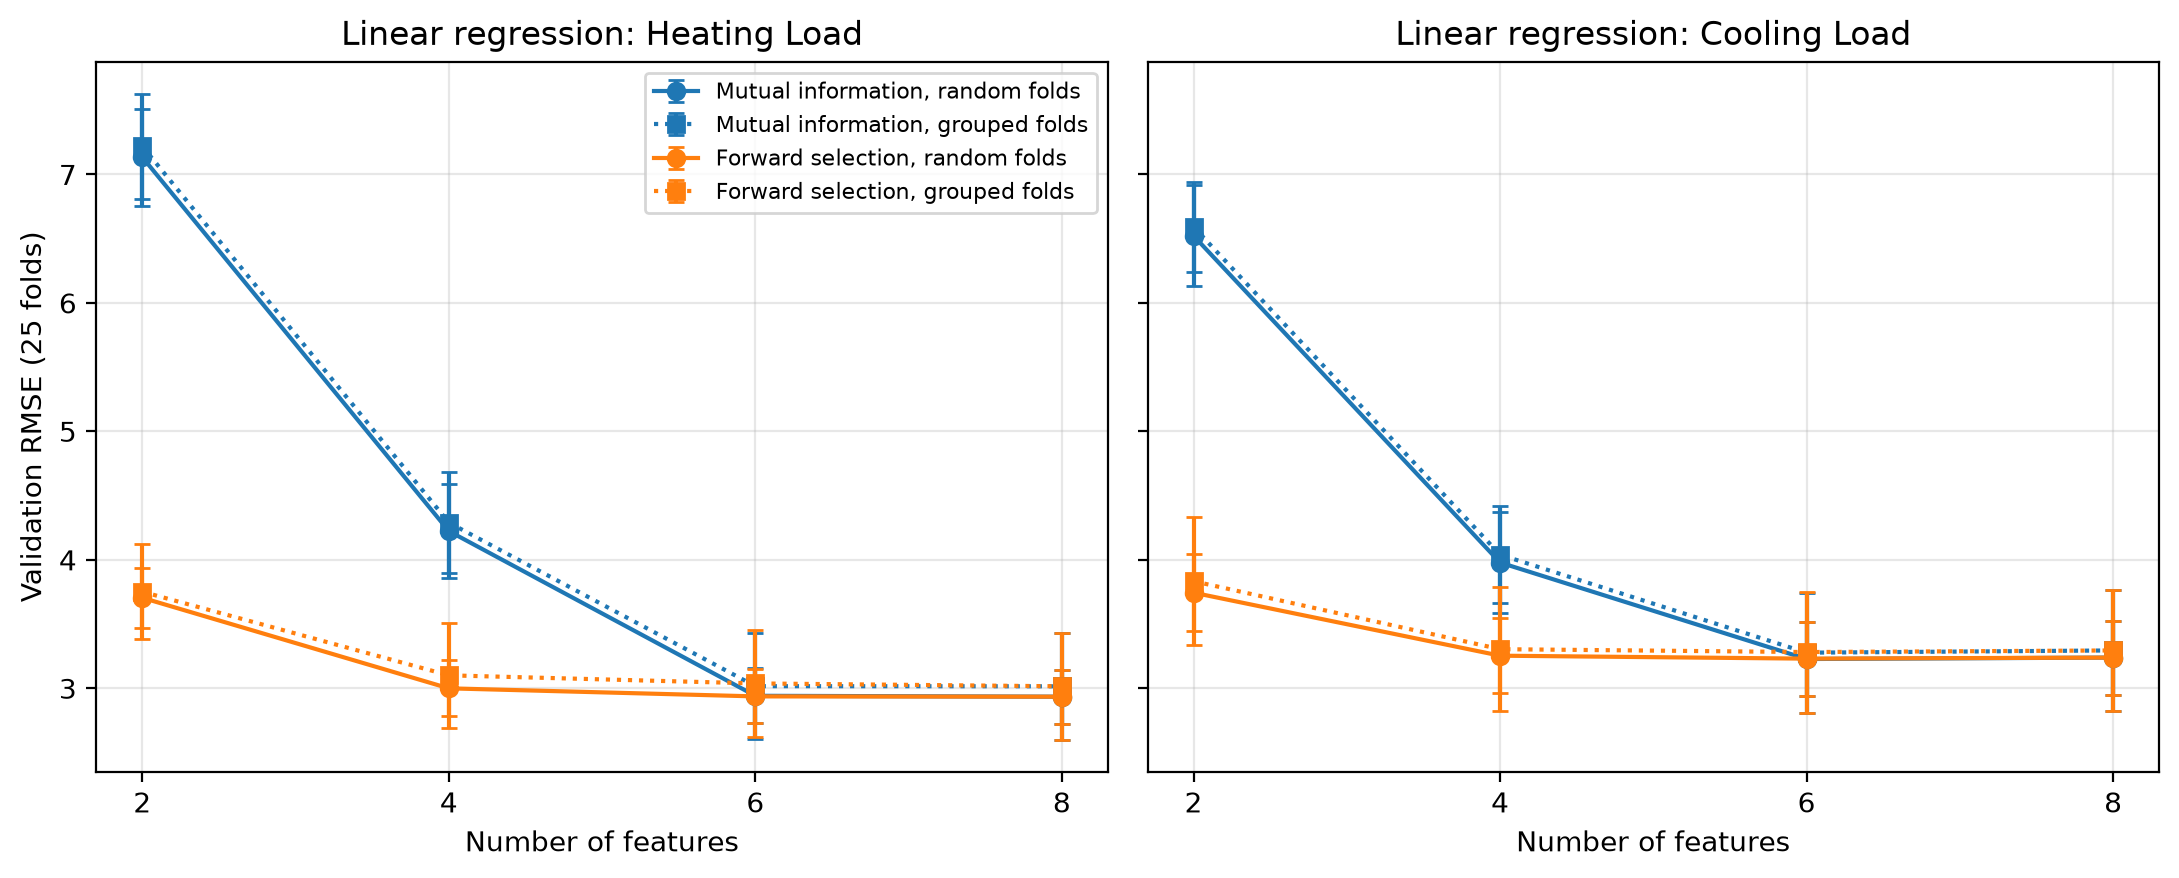 Linear regression: Heating Load
Linear regression: Cooling Load
Mutual information, random folds
Mutual information, grouped folds
Forward selection, random folds
Forward selection, grouped folds
Validation RMSE (25 folds)
7
6
5
4
3
2 4 6 8
2 4 6 8
Number of features
Number of features